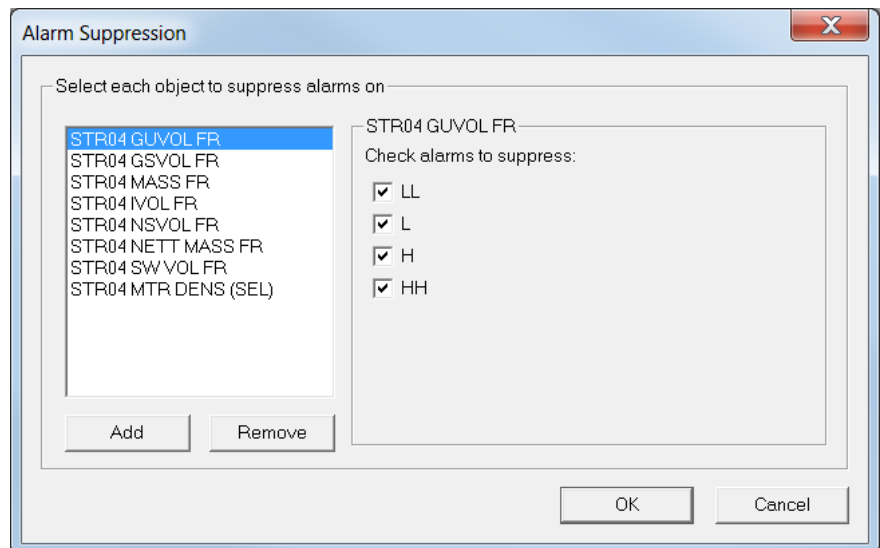 Alarm Suppression
Select each object to suppress alarms on
STR04 GUVOL FR
STR04 GSVOL FR
STR04 MASS FR
STR04 IVOL FR
STR04 NSVOL FR
STR04 NETT MASS FR
STR04 SW VOL FR
STR04 MTR DENS (SEL)
Add
Remove
STR04 GUVOL FR
Check alarms to suppress:
LL
L
H
HH
OK
Cancel